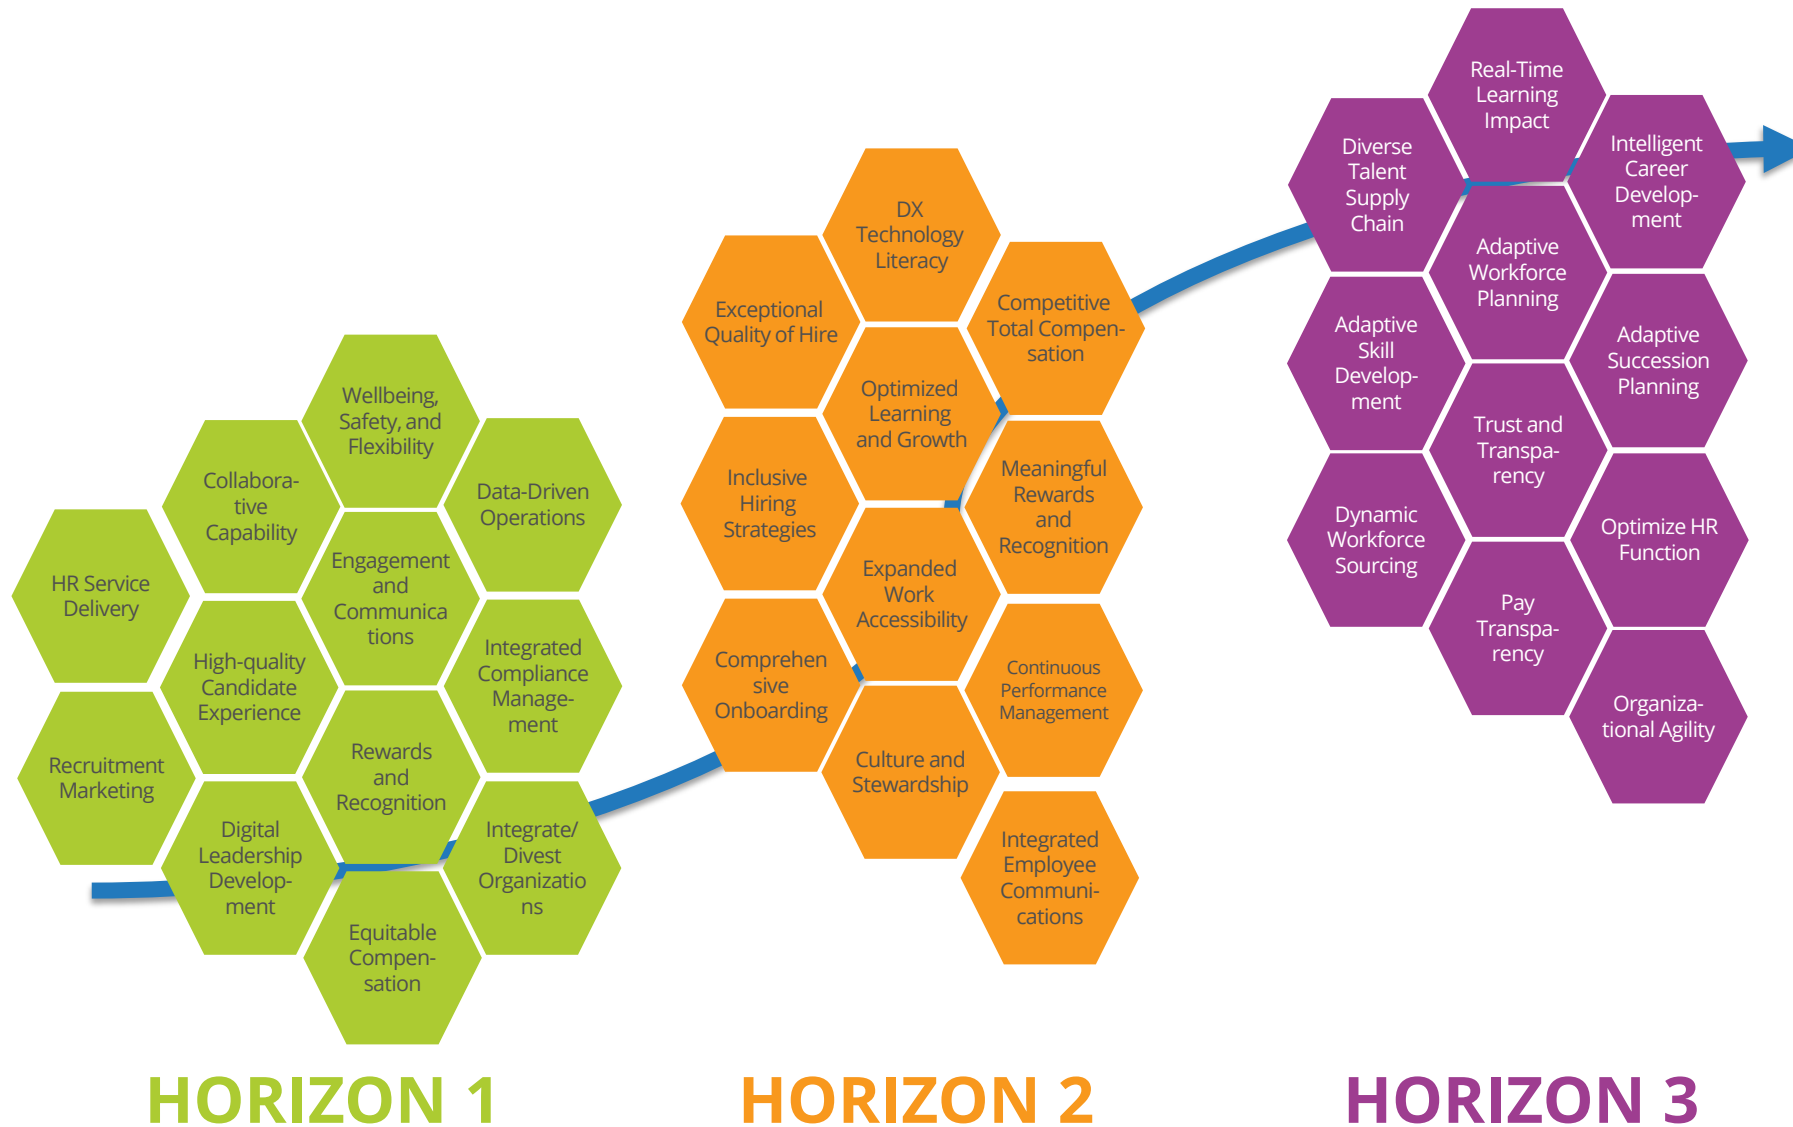 HR Service
Delivery
Recruitment
Marketing
Collabora-
tive
Capability
High-quality
Candidate
Experience
Digital
Leadership
Develop-
ment
Wellbeing,
Safety, and
Flexibility
Engagement
and
Communica
tions
Rewards
and
Recognition
Equitable
Compen-
sation
Data-Driven
Operations
Integrated
Compliance
Manage-
ment
Integrate/
Divest
Organizatio
ns
HORIZON 1
Exceptional
Quality of Hire
Inclusive
Hiring
Strategies
Comprehen
sive
Onboarding
DX
Technology
Literacy
Optimized
Learning
and Growth
Expanded
Work
Accessibility
Culture and
Stewardship
Competitive
Total Compen-
sation
Meaningful
Rewards
and
Recognition
Continuous
Performance
Management
Integrated
Employee
Communi-
cations
HORIZON 2
Diverse
Talent
Supply
Chain
Adaptive
Skill
Develop-
ment
Dynamic
Workforce
Sourcing
Real-Time
Learning
Impact
Adaptive
Workforce
Planning
Trust and
Transpa-
rency
Pay
Transpa-
rency
Intelligent
Career
Develop-
ment
Adaptive
Succession
Planning
Optimize HR
Function
Organiza-
tional Agility
HORIZON 3